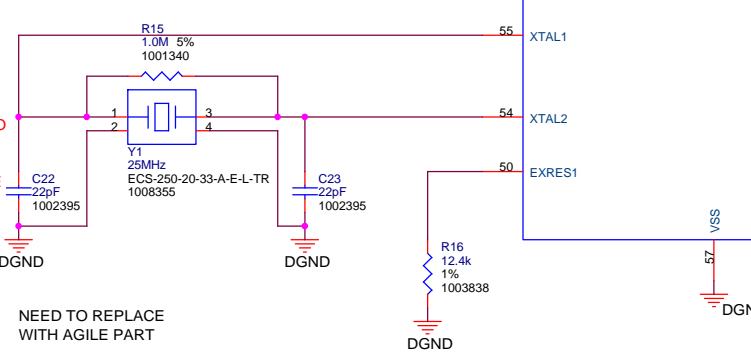 R15
1.0M 5%
1001340
55 XTAL1
1 3 54 XTAL2
2 4
Y1
25MHz
ECS-250-20-33-A-E-L-TR
1008355
50 EXRES1
C22
22pF
1002395
C23
22pF
1002395
VSS
57
R16
12.4k
1%
1003838
DGND
DGND
DGND
DGN
NEED TO REPLACE
WITH AGILE PART